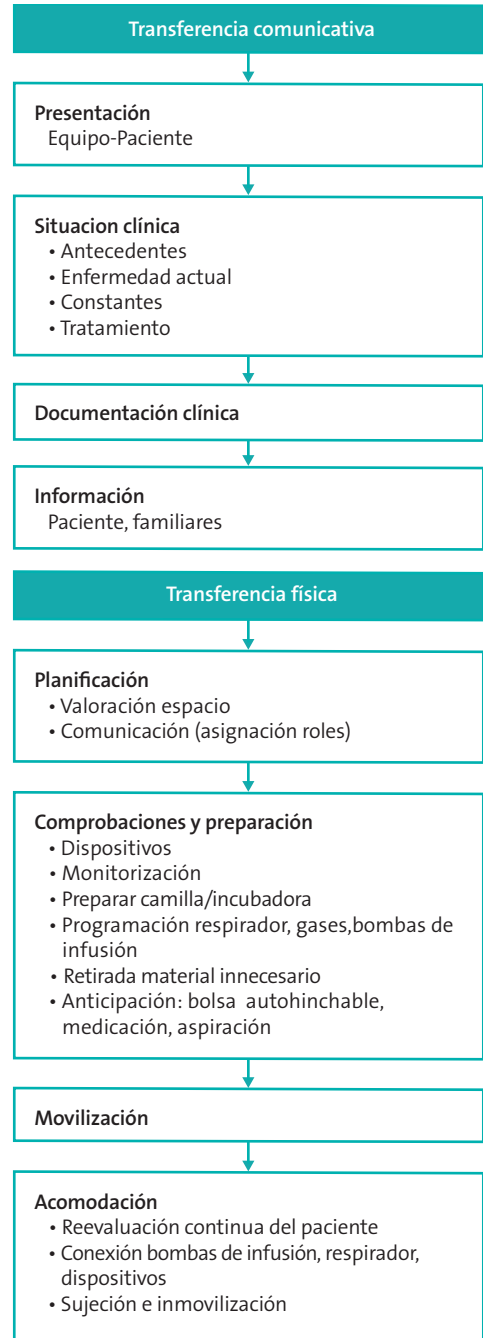 Transferencia comunicativa
Presentación
Equipo-Paciente
Situacion clínica
• Antecedentes
• Enfermedad actual
• Constantes
• Tratamiento
Documentación clínica
Información
Paciente, familiares
Transferencia física
Planificación
• Valoración espacio
• Comunicación (asignación roles)
Comprobaciones y preparación
• Dispositivos
• Monitorización
• Preparar camilla/incubadora
• Programación respirador, gases,bombas de
infusión
• Retirada material innecesario
• Anticipación: bolsa autohinchable,
medicación, aspiración
Movilización
Acomodación
• Reevaluación continua del paciente
• Conexión bombas de infusión, respirador,
dispositivos
• Sujeción e inmovilización